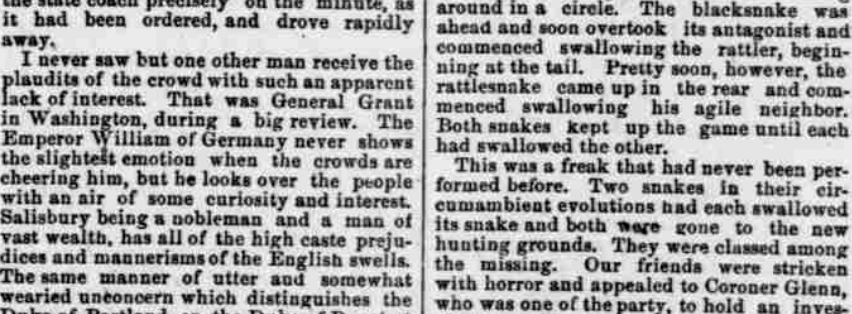 the state coach precisely on the minute, as
it had been ordered, and drove rapidly
away.
I never saw but one other man receive the
plaudits of the crowd with such an apparent
lack of interest. That was General Grant
in Washington, during a big review. The
Emperor William of Germany never shows
the slightest emotion when the crowds are
cheering him, but he looks over the people
with an air of some curiosity and interest.
Salisbury being a nobleman and a man of
vast wealth, has all of the high caste preju-
dices and mannerisms of the English swells.
The same manner of utter and somewhat
wearied unconcern which distinguishes the
around in a circle. The blacksnake was
ahead and soon overtook its antagonist and
commenced swallowing the rattler, begin-
ning at the tail. Pretty soon, however, the
rattlesnake came up in the rear and com-
menced swallowing his agile neighbor.
Both snakes kept up the game until each
had swallowed the other.
This was a freak that had never been per-
formed before. Two snakes in their cir-
cumambient evolutions had each swallowed
its snake and both were gone to the new
hunting grounds. They were classed among
the missing. Our friends were stricken
with horror and appealed to Coroner Glenn,
who was one of the party, to hold an inves-